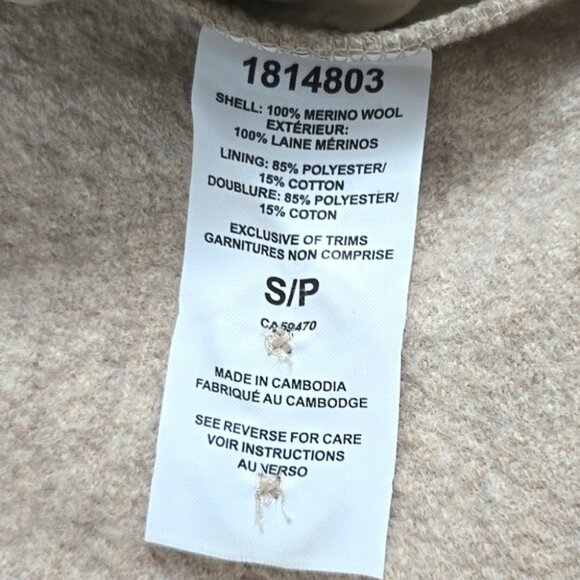 1814803
SHELL: 100% MERINO WOOL
EXTÉRIEUR:
100% LAINE MÉRINOS
LINING: 85% POLYESTER/
15% COTTON
DOUBLURE: 85% POLYESTER/
15% COTON
EXCLUSIVE OF TRIMS
GARNITURES NON COMPRISE
S/P
CA 59470
MADE IN CAMBODIA
FABRIQUÉ AU CAMBODGE
SEE REVERSE FOR CARE
VOIR INSTRUCTIONS
AU VERSO